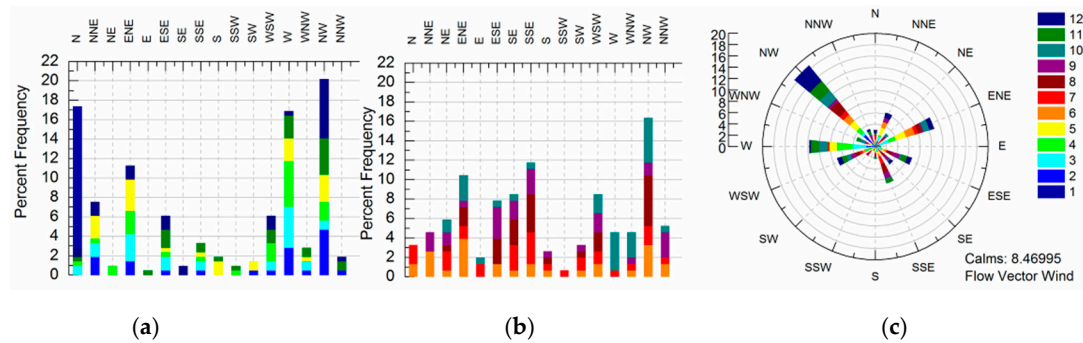 N NNE NE ENE E ESE SE SSE S SSW SW WSW W WNW NW NNW
22
20
18
16
14
12
10
8
6
4
2
0
Percent Frequency
(a)
N NNE NE ENE E ESE SE SSE S SSW SW WSW W WNW NW NNW
22
20
18
16
14
12
10
8
6
4
2
0
Percent Frequency
(b)
20
18
16
14
12
10
8
6
4
2
0
N
NNE
NE
ENE
E
ESE
SE
SSE
S
SSW
SW
WSW
W
WNW
NW
NNW
12
11
10
9
8
7
6
5
4
3
2
1
Calms: 8.46995
Flow Vector Wind
(c)